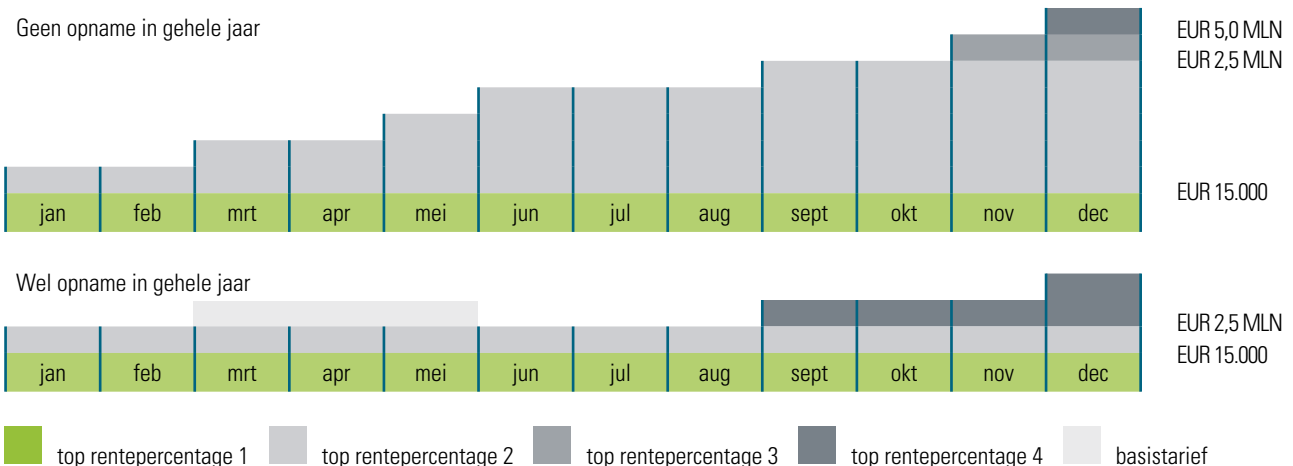 Geen opname in gehele jaar
EUR 5,0 MLN
EUR 2,5 MLN
EUR 15.000
jan feb mrt apr mei jun jul aug sept okt nov dec
Wel opname in gehele jaar
EUR 2,5 MLN
EUR 15.000
jan feb mrt apr mei jun jul aug sept okt nov dec
top rentepercentage 1 top rentepercentage 2 top rentepercentage 3 top rentepercentage 4 basistarief